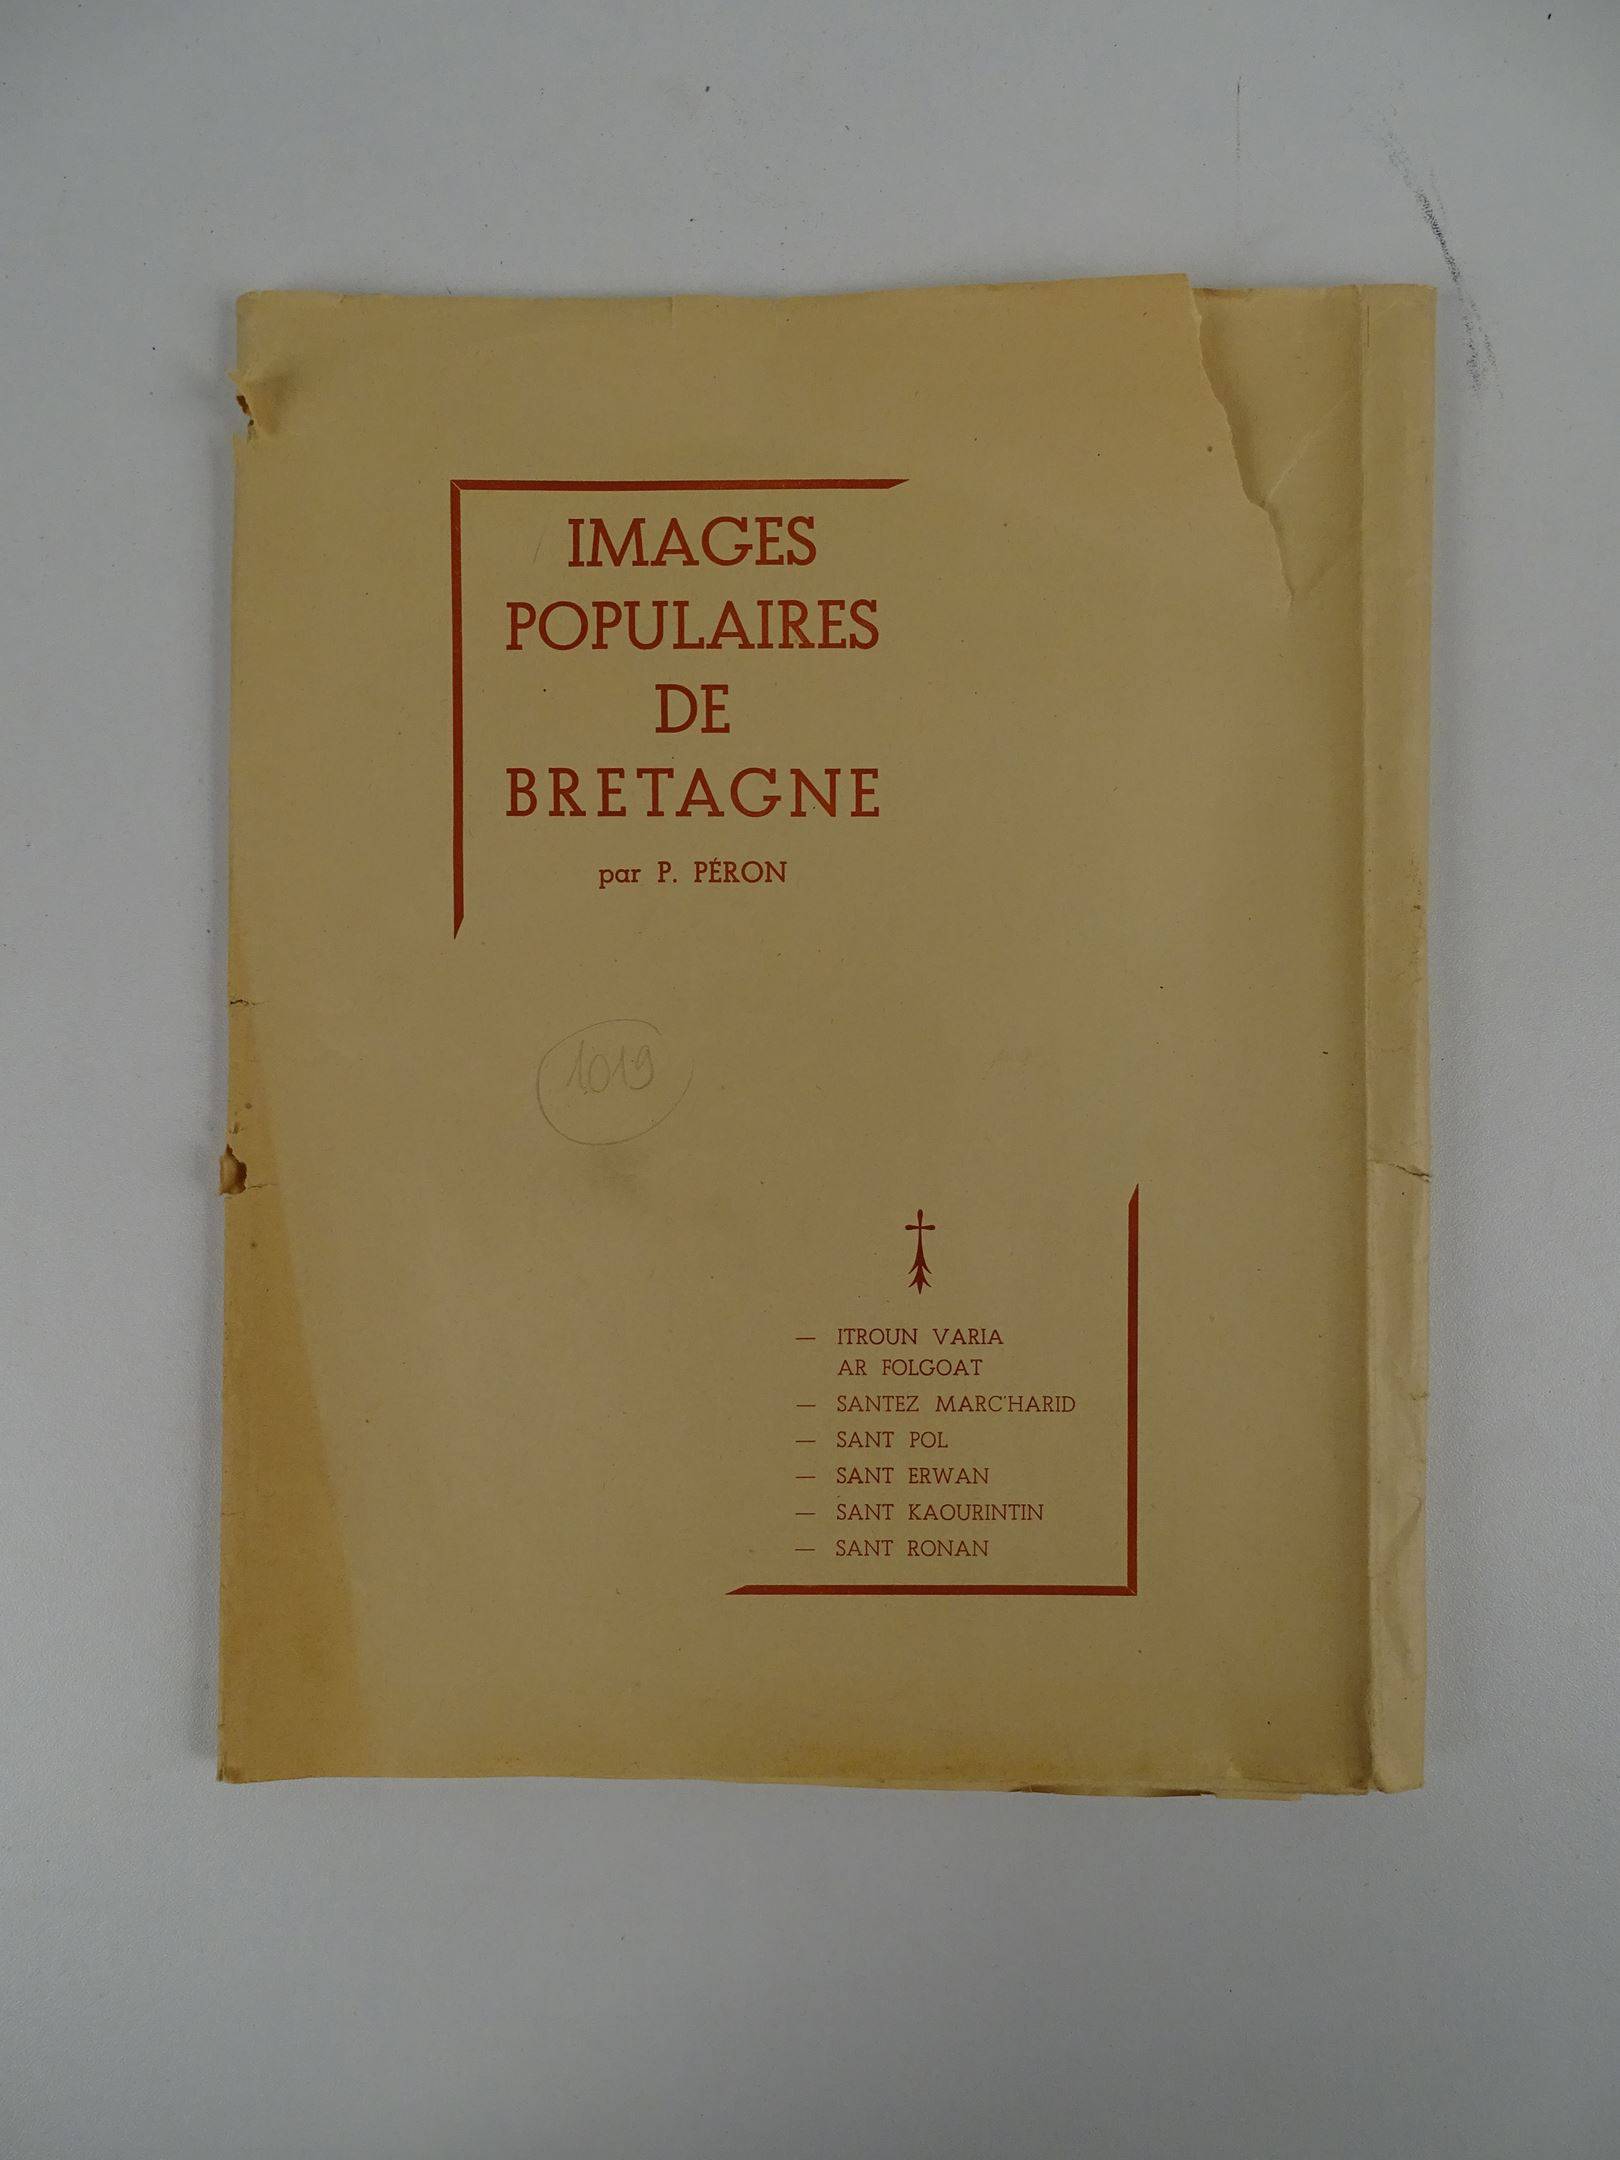 IMAGES
POPULAIRES
DE
BRETAGNE
par P. PÉRON
1019
— ITROUN VARIA
AR FOLGOAT
— SANTEZ MARC'HARID
— SANT POL
— SANT ERWAN
— SANT KAOURINTIN
— SANT RONAN